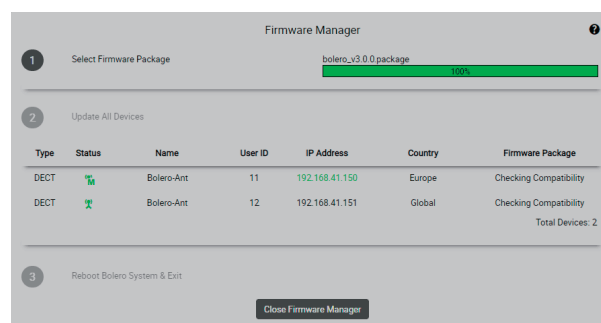 Firmware Manager
1 Select Firmware Package bolero_v3.0.0.package
100%
2 Update All Devices
Type Status Name User ID IP Address Country Firmware Package
DECT M Bolero-Ant 11 192.168.41.150 Europe Checking Compatibility
DECT Bolero-Ant 12 192.168.41.151 Global Checking Compatibility
Total Devices: 2
3 Reboot Bolero System & Exit
Close Firmware Manager